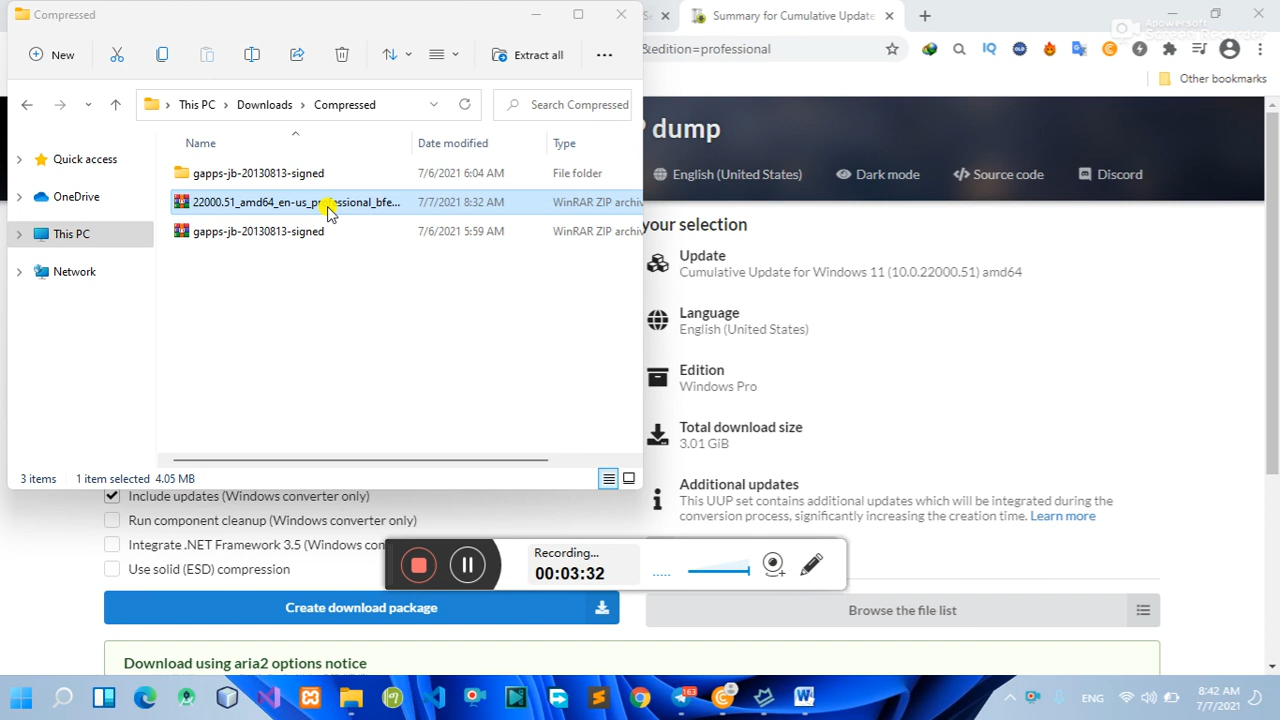 Compressed
Summary for Cumulative Update
Apowersoft
Screen Recorder
New
Extract all
&edition=professional
Other bookmarks
This PC
Downloads
Compressed
Search Compressed
dump
Name
Date modified
Type
Quick access
gapps-jb-20130813-signed
7/6/2021 6:04 AM
File folder
English (United States)
Dark mode
Source code
Discord
OneDrive
22000.51_amd64_en-us_professional_bfe...
7/7/2021 8:32 AM
WinRAR ZIP archiv
This PC
gapps-jb-20130813-signed
7/6/2021 5:59 AM
WinRAR ZIP archiv
Network
your selection
Update
Cumulative Update for Windows 11 (10.0.22000.51) amd64
Language
English (United States)
Edition
Windows Pro
Total download size
3.01 GiB
Additional updates
This UUP set contains additional updates which will be integrated during the
conversion process, significantly increasing the creation time. Learn more
3 items
1 item selected 4.05 MB
Include updates (Windows converter only)
Run component cleanup (Windows converter only)
Integrate .NET Framework 3.5 (Windows con
Use solid (ESD) compression
Recording...
00:03:32
Create download package
Browse the file list
Download using aria2 options notice
163
ENG
8:42 AM
7/7/2021